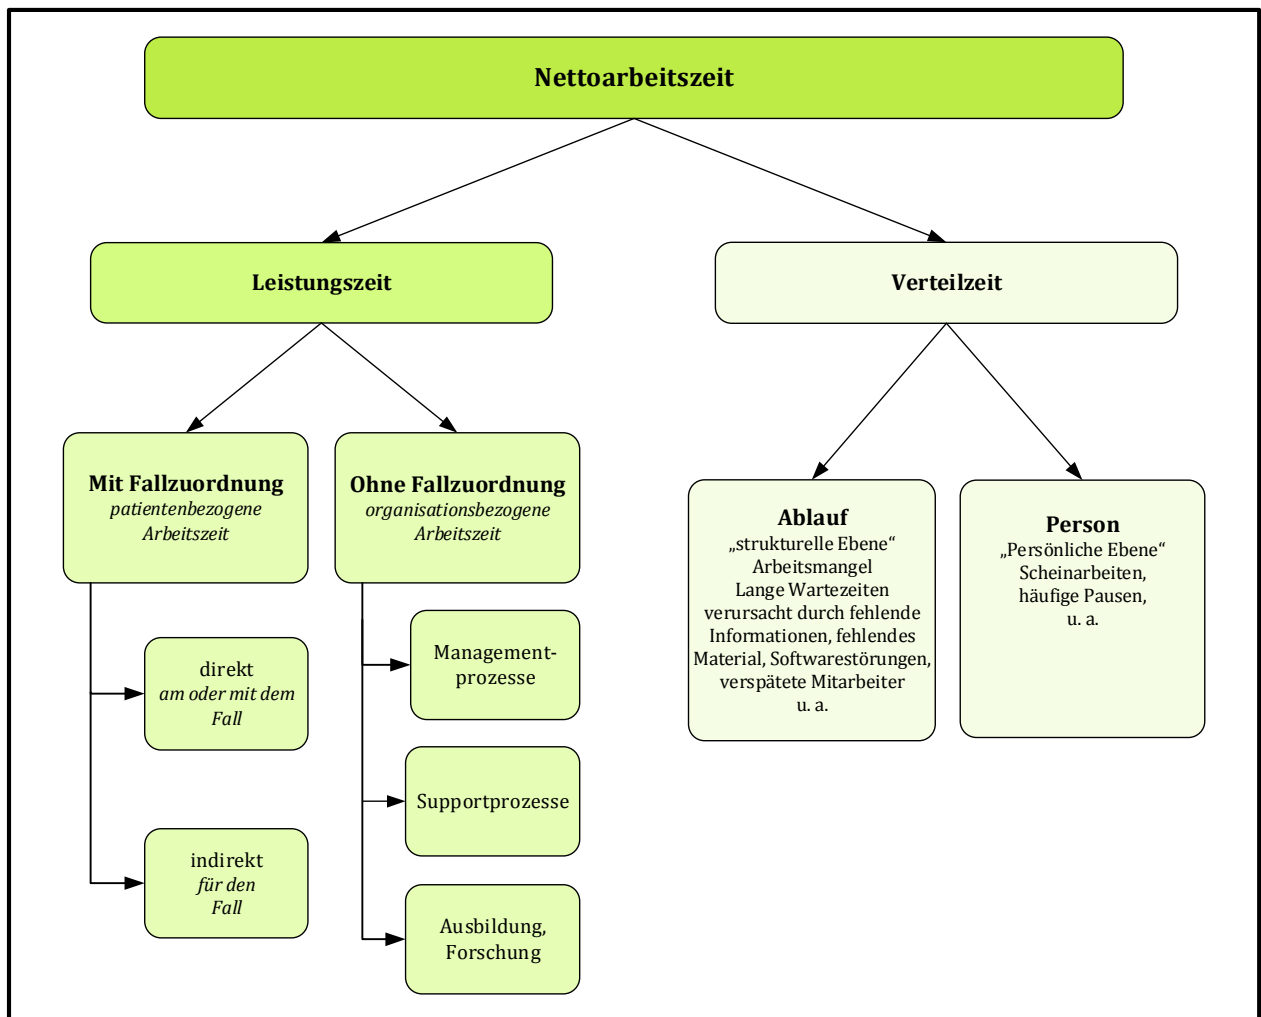 Nettoarbeitszeit
Leistungszeit
Verteilzeit
Mit Fallzuordnung
patientenbezogene
Arbeitszeit
Ohne Fallzuordnung
organisationsbezogene
Arbeitszeit
Ablauf
„strukturelle Ebene“
Arbeitsmangel
Lange Wartezeiten
verursacht durch fehlende
Informationen, fehlendes
Material, Softwarestörungen,
verspätete Mitarbeiter
u. a.
Person
„Persönliche Ebene“
Scheinarbeiten,
häufige Pausen,
u. a.
direkt
am oder mit dem
Fall
indirekt
für den
Fall
Management-
prozesse
Supportprozesse
Ausbildung,
Forschung